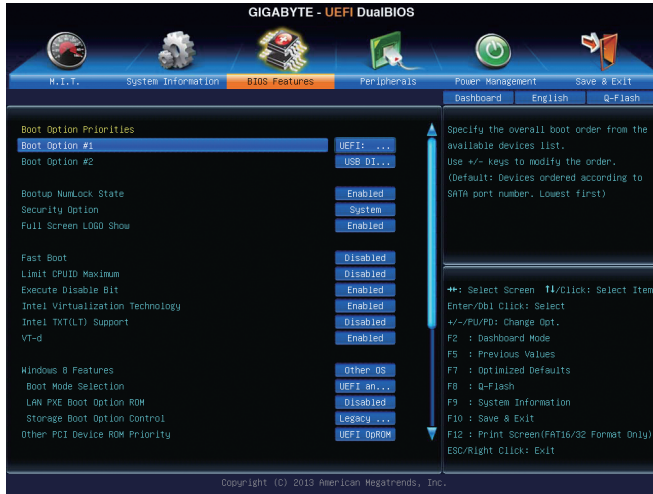 GIGABYTE - UEFI DualBIOS
M.I.T. System Information BIOS Features Peripherals Power Management Save & Exit
Dashboard English Q-Flash
Boot Option Priorities
Boot Option #1 UEFI: ...
Boot Option #2 USB DI...
Bootup NumLock State Enabled
Security Option System
Full Screen LOGO Show Enabled
Fast Boot Disabled
Limit CPUID Maximum Disabled
Execute Disable Bit Enabled
Intel Virtualization Technology Enabled
Intel TXT(LT) Support Disabled
VT-d Enabled
Windows 8 Features Other OS
Boot Mode Selection UEFI an...
LAN PXE Boot Option ROM Disabled
Storage Boot Option Control Legacy ...
Other PCI Device ROM Priority UEFI OpROM
Specify the overall boot order from the
available devices list.
Use +/- keys to modify the order.
(Default: Devices ordered according to
SATA port number. Lowest first)
→←: Select Screen ↑↓/Click: Select Item
Enter/Dbl Click: Select
+/-/PU/PD: Change Opt.
F2 : Dashboard Mode
F5 : Previous Values
F7 : Optimized Defaults
F8 : Q-Flash
F9 : System Information
F10 : Save & Exit
F12 : Print Screen(FAT16/32 Format Only)
ESC/Right Click: Exit
Copyright (C) 2013 American Megatrends, Inc.